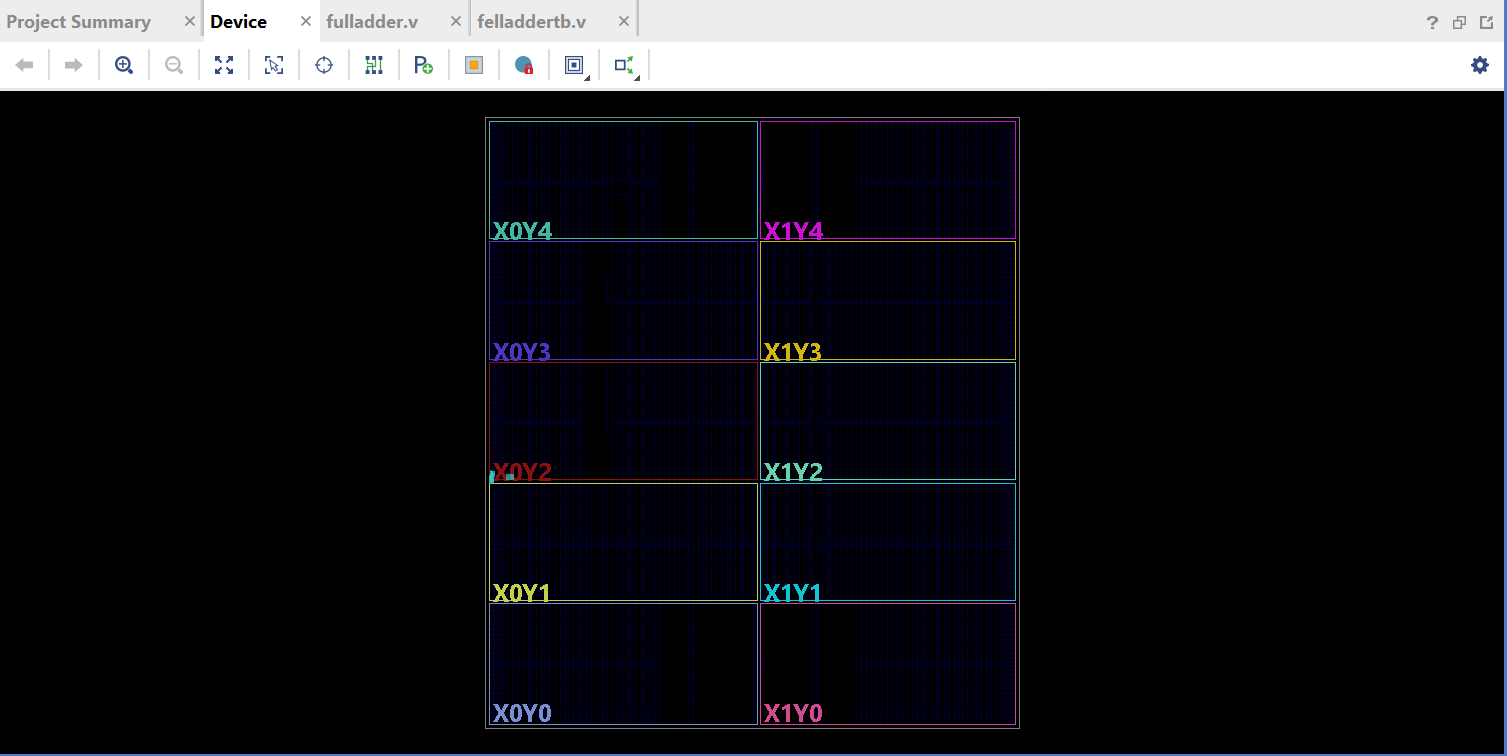 Project Summary × Device × fulladder.v × felladdertb.v ×
?
P
X0Y4 X1Y4
X0Y3 X1Y3
X0Y2 X1Y2
X0Y1 X1Y1
X0Y0 X1Y0